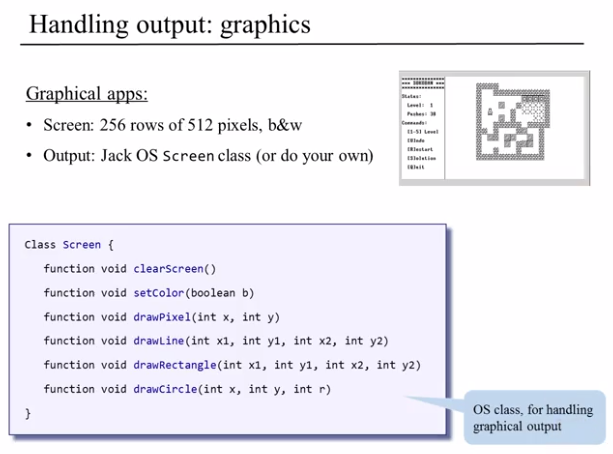 Handling output: graphics
Graphical apps:
• Screen: 256 rows of 512 pixels, b&w
• Output: Jack OS Screen class (or do your own)
=== SOKOBAN ===
Status:
Level: 1
Pushes: 30
Commands:
[1-5] Level
[U]ndo
[R]estart
[S]olution
[Q]uit
Class Screen {
function void clearScreen()
function void setColor(boolean b)
function void drawPixel(int x, int y)
function void drawLine(int x1, int y1, int x2, int y2)
function void drawRectangle(int x1, int y1, int x2, int y2)
function void drawCircle(int x, int y, int r)
}
OS class, for handling
graphical output